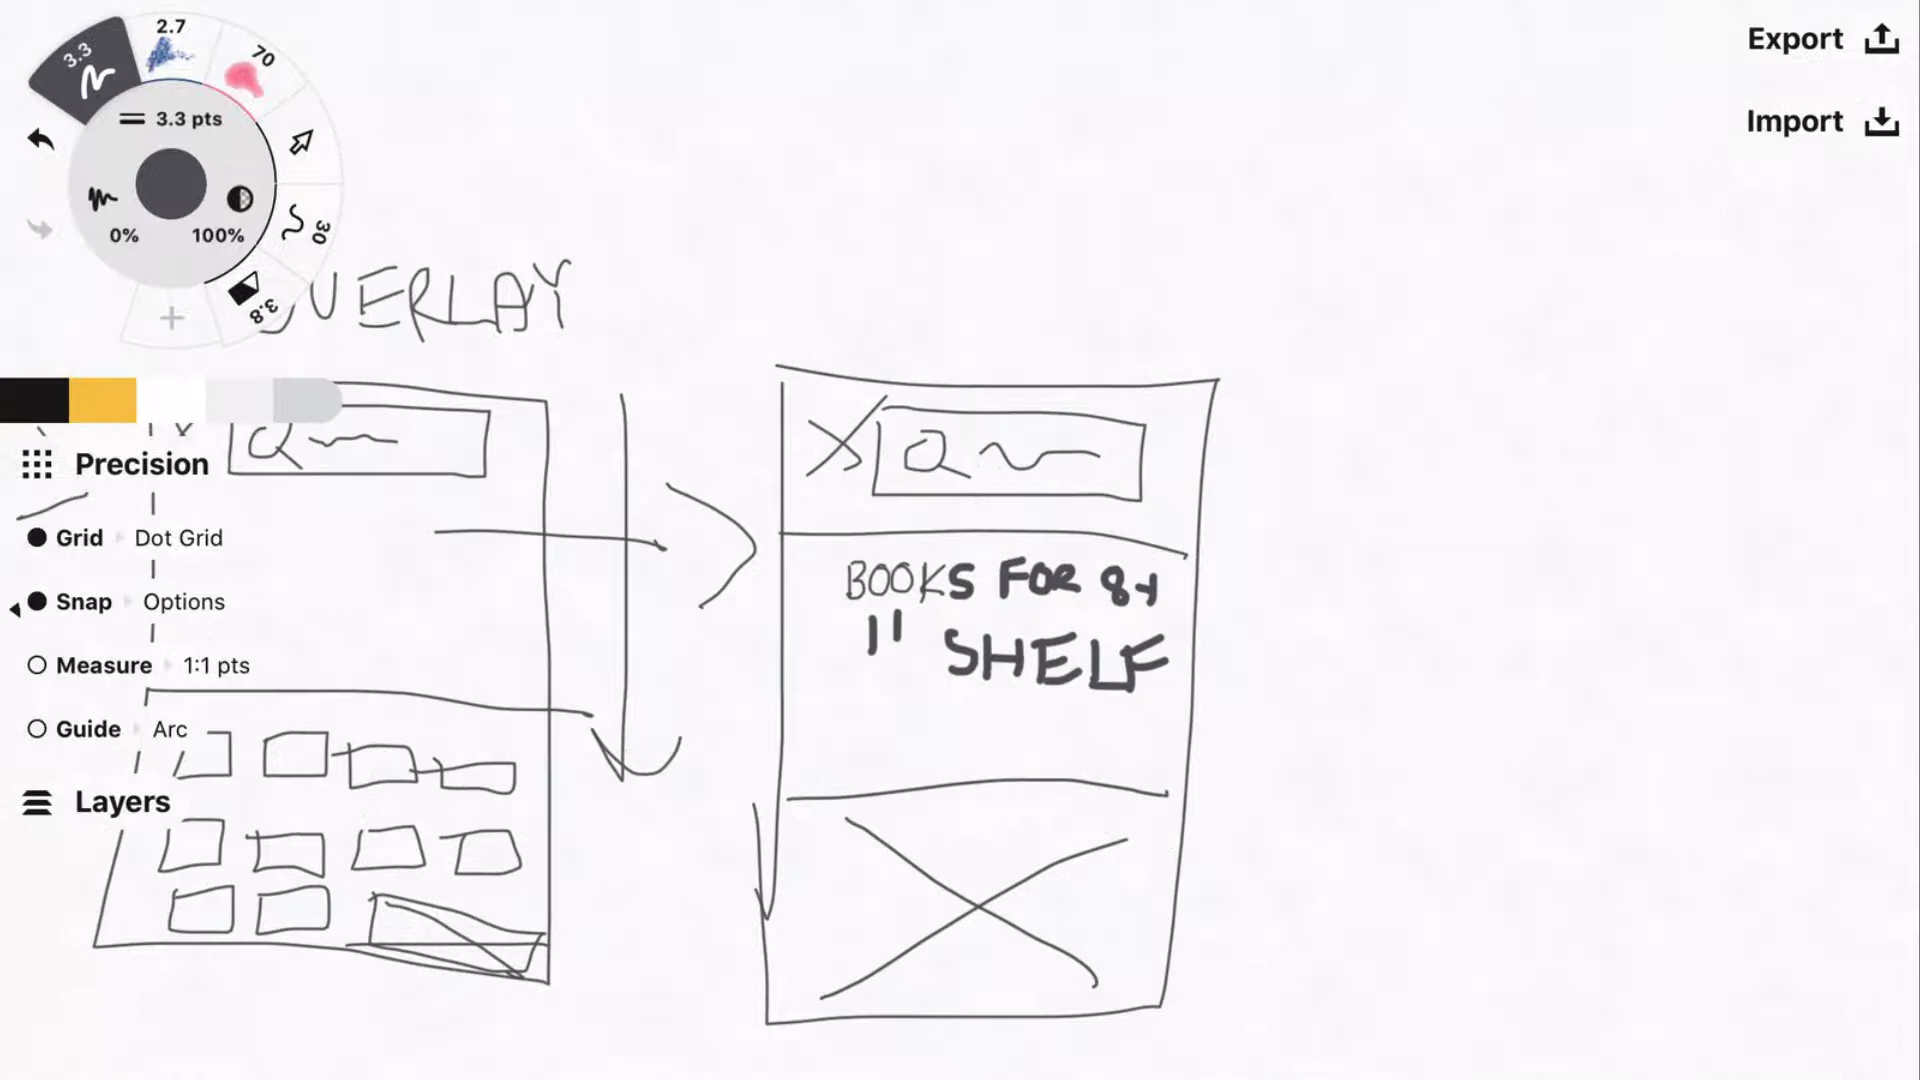 Export
Import
3.3
2.7
70
3.3 pts
0%
100%
30
3.8
OVERLAY
Precision
Grid Dot Grid
Snap Options
Measure 1:1 pts
Guide Arc
Layers
BOOKS FOR 8+
11 SHELF